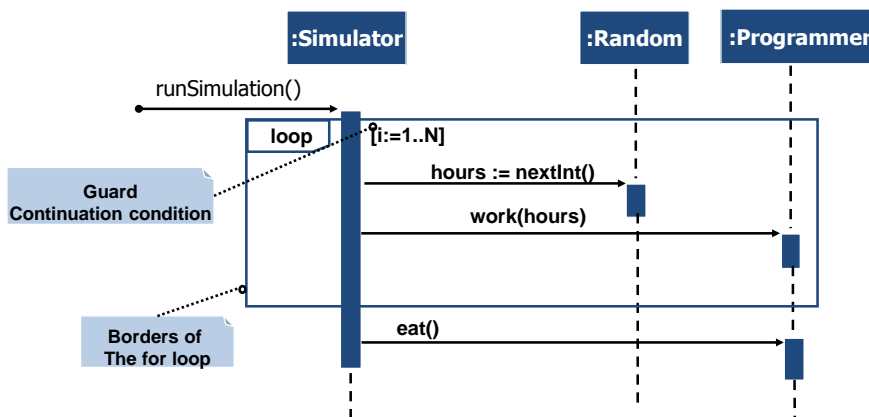 :Simulator
:Random
:Programmer
runSimulation()
loop
[i:=1..N]
Guard
Continuation condition
hours := nextInt()
work(hours)
Borders of
The for loop
eat()